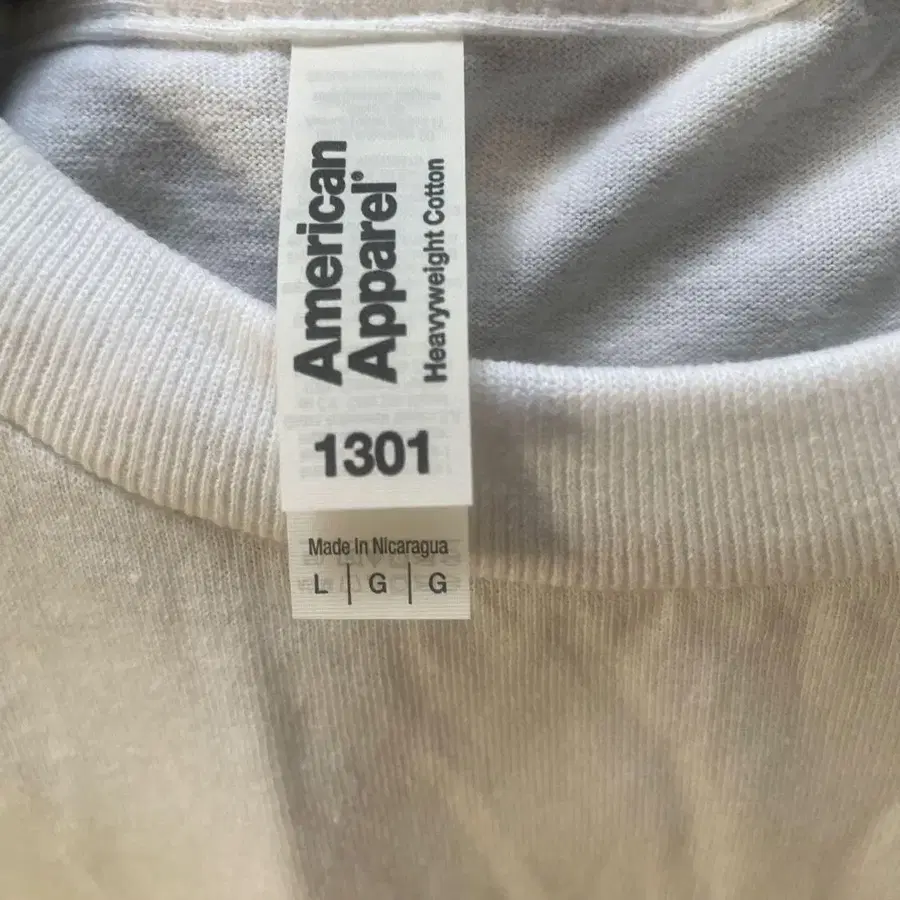 American
Apparel®
Heavyweight Cotton
1301
Made In Nicaragua
L | G | G